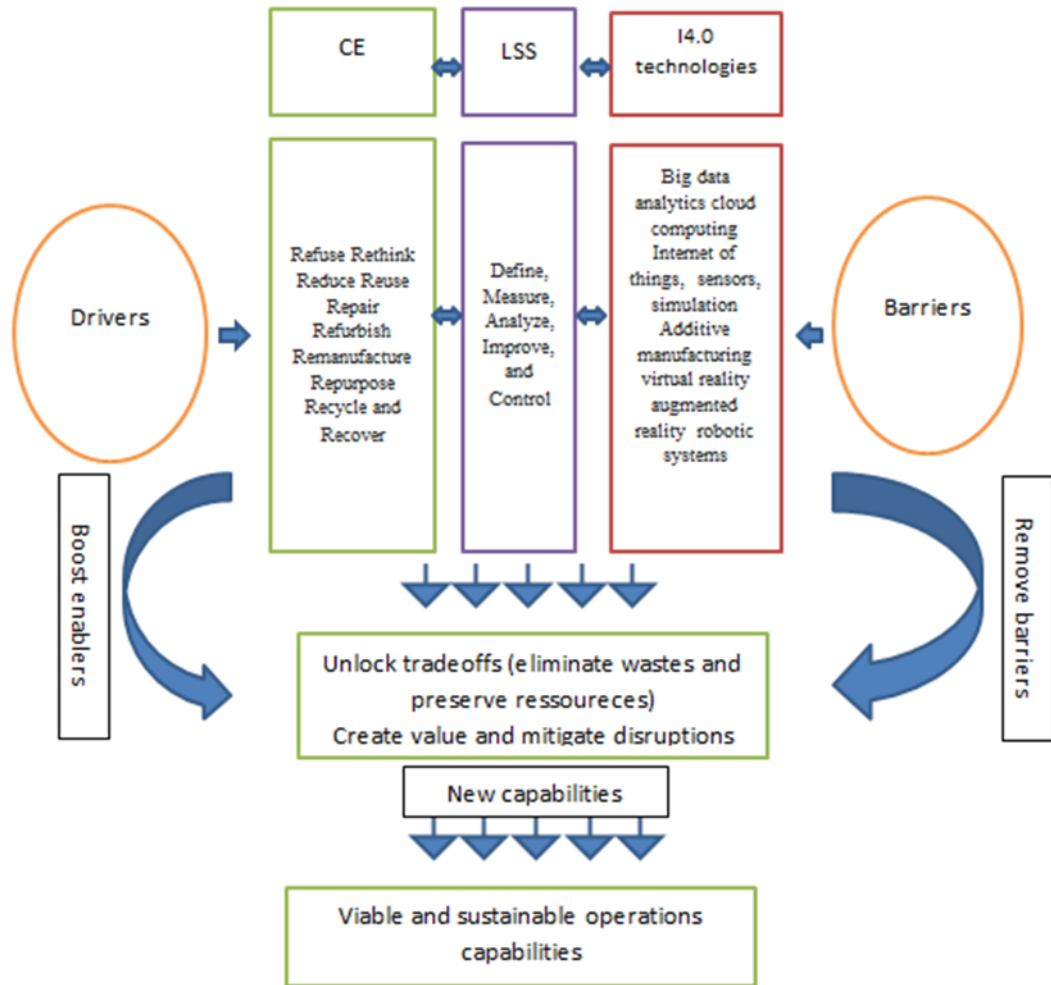 CE
LSS
I4.0
technologies
Drivers
Refuse Rethink
Reduce Reuse
Repair
Refurbish
Remanufacture
Repurpose
Recycle and
Recover
Define,
Measure,
Analyze,
Improve,
and
Control
Big data
analytics cloud
computing
Internet of
things, sensors,
simulation
Additive
manufacturing
virtual reality
augmented
reality robotic
systems
Barriers
Boost enablers
Remove barriers
Unlock tradeoffs (eliminate wastes and
preserve ressoureces)
Create value and mitigate disruptions
New capabilities
Viable and sustainable operations
capabilities